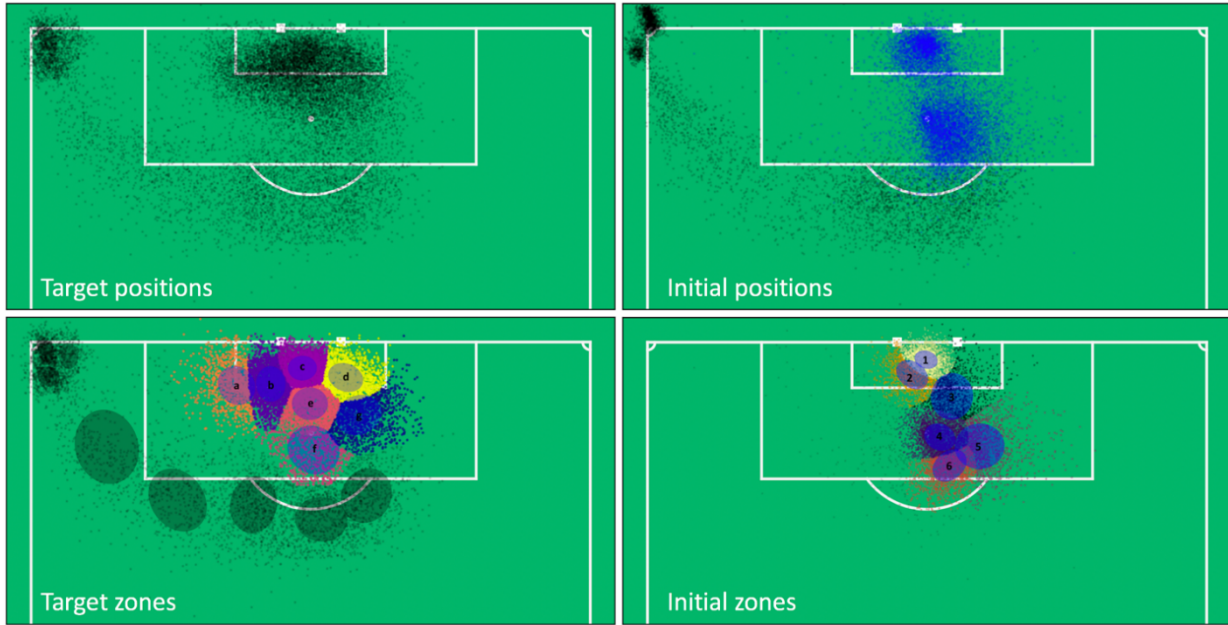 Target positions
Initial positions
c
a
b
d
e
f
Target zones
1
2
3
4
5
6
Initial zones